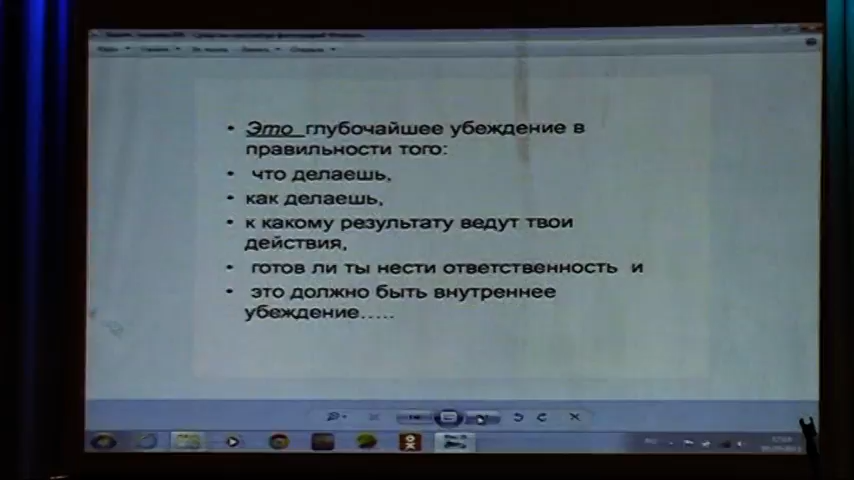 • Это глубочайшее убеждение в
правильности того:
• что делаешь,
• как делаешь,
• к какому результату ведут твои
действия,
• готов ли ты нести ответственность и
• это должно быть внутреннее
убеждение…..